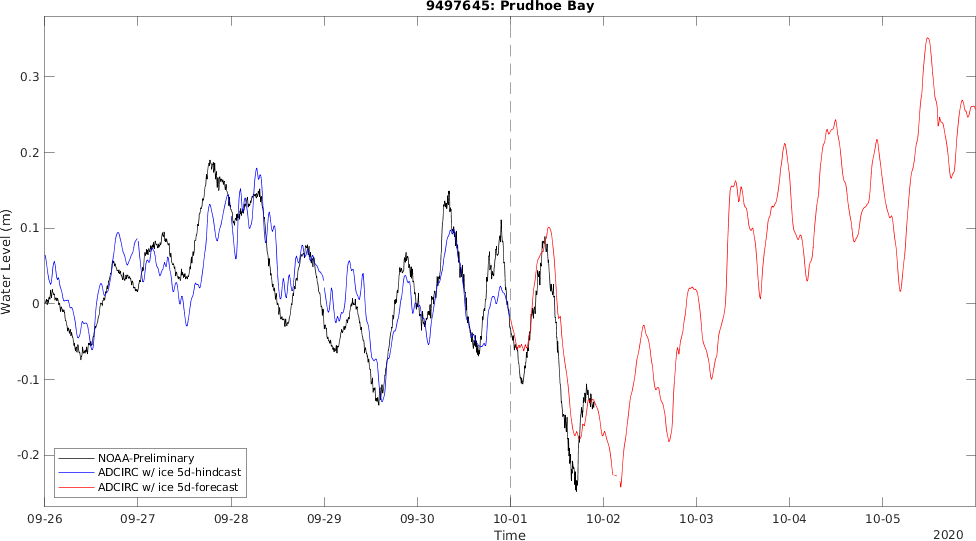 9497645: Prudhoe Bay
Water Level (m)
0.3
0.2
0.1
0
-0.1
-0.2
NOAA-Preliminary
ADCIRC w/ ice 5d-hindcast
ADCIRC w/ ice 5d-forecast
09-26 09-27 09-28 09-29 09-30 10-01 10-02 10-03 10-04 10-05
Time
2020